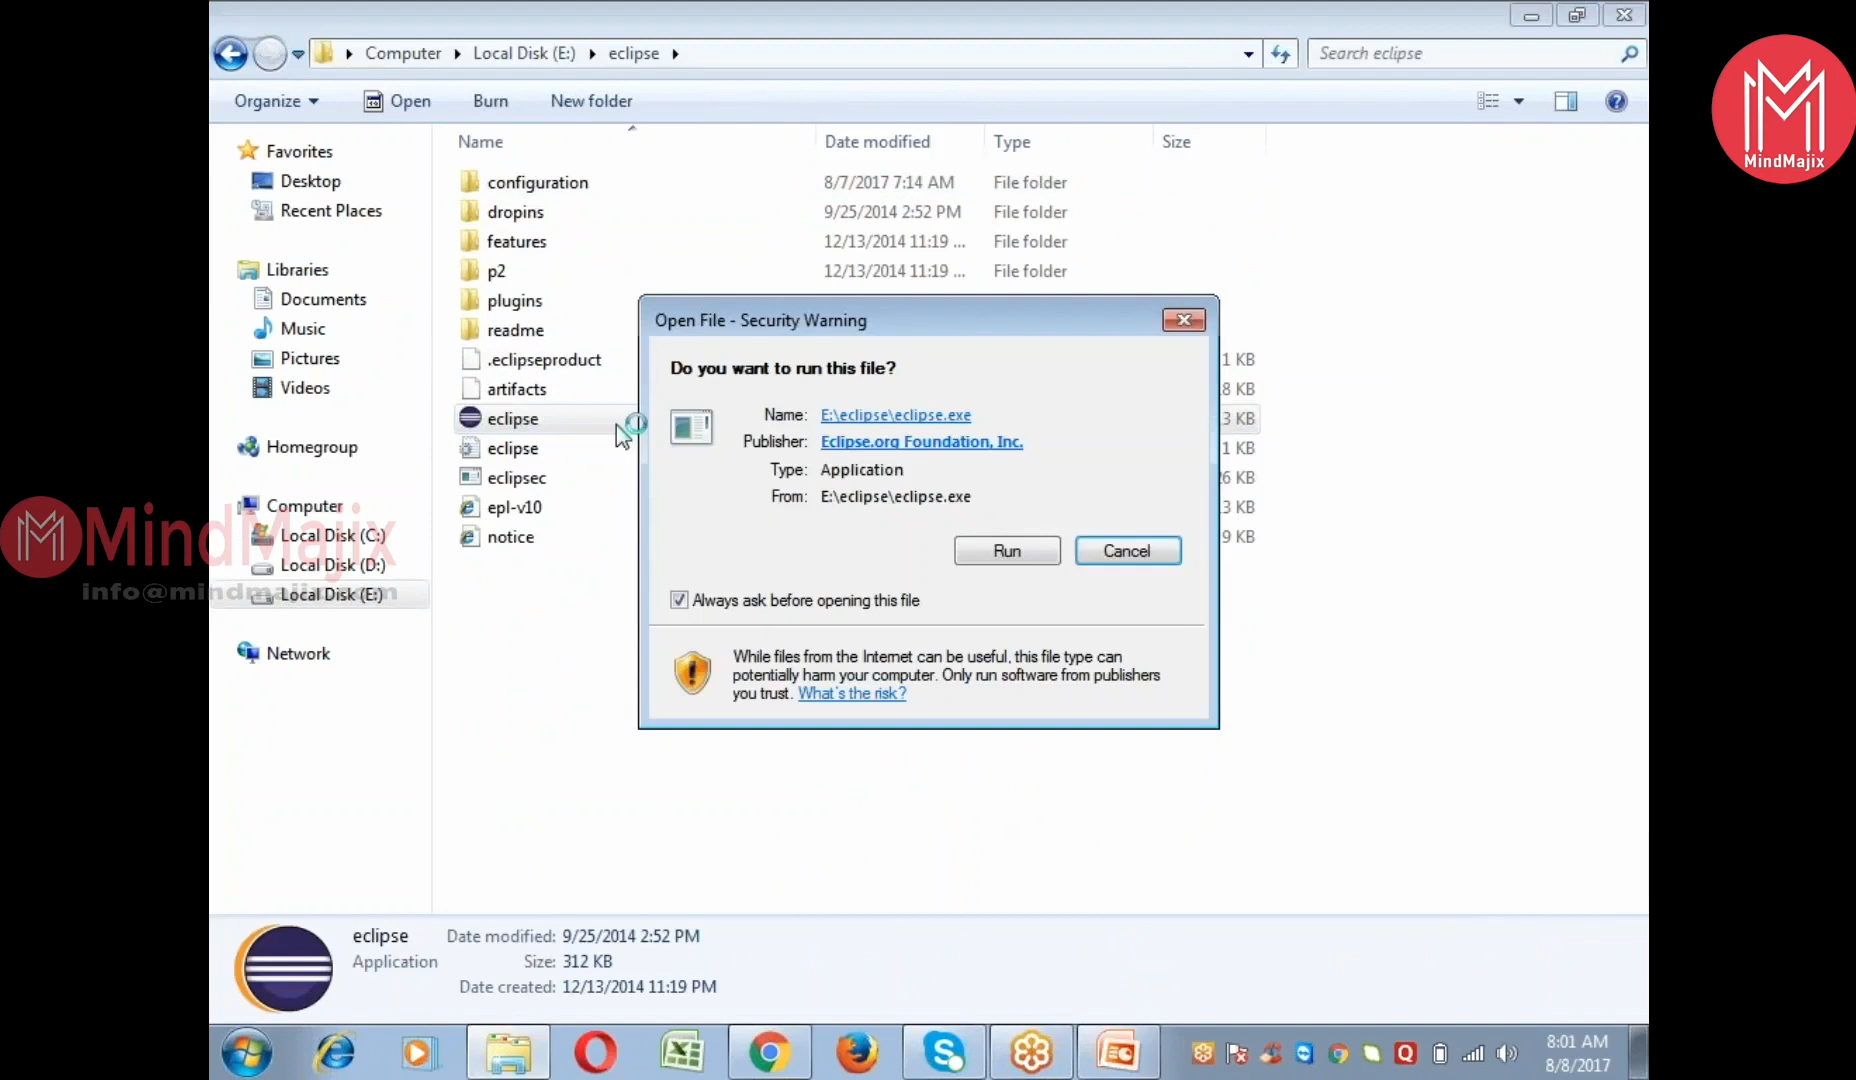 Computer Local Disk (E:) eclipse
Search eclipse
Organize Open Burn New folder
MindMajix
Name Date modified Type Size
Favorites
Desktop
Recent Places
Libraries
Documents
Music
Pictures
Videos
Homegroup
Computer
Local Disk (C:)
Local Disk (D:)
Local Disk (E:)
Network
MindMajix
info@mindmajix.com
configuration 8/7/2017 7:14 AM File folder
dropins 9/25/2014 2:52 PM File folder
features 12/13/2014 11:19 ... File folder
p2 12/13/2014 11:19 ... File folder
plugins
readme
.eclipseproduct 1 KB
artifacts 8 KB
eclipse 3 KB
eclipse 1 KB
eclipsec 26 KB
epl-v10 3 KB
notice 9 KB
Open File - Security Warning
Do you want to run this file?
Name: E:\eclipse\eclipse.exe
Publisher: Eclipse.org Foundation, Inc.
Type: Application
From: E:\eclipse\eclipse.exe
Run Cancel
Always ask before opening this file
While files from the Internet can be useful, this file type can
potentially harm your computer. Only run software from publishers
you trust. What's the risk?
eclipse Date modified: 9/25/2014 2:52 PM
Application Size: 312 KB
Date created: 12/13/2014 11:19 PM
8:01 AM
8/8/2017